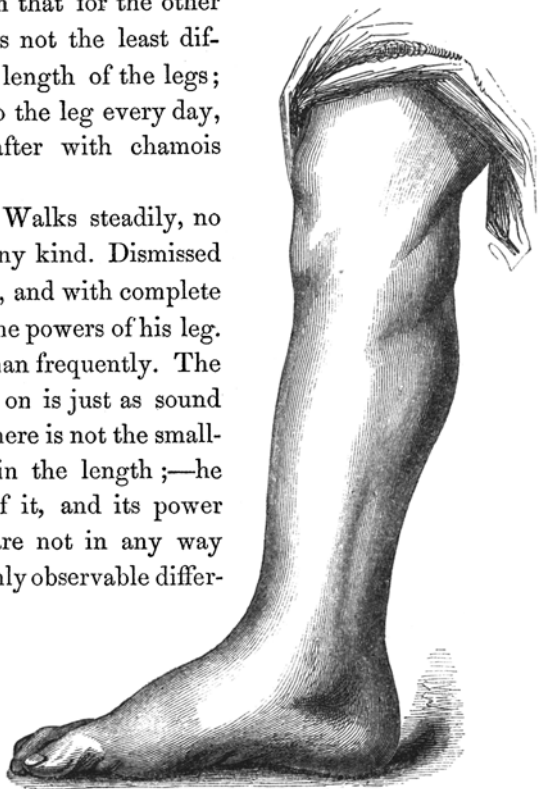 that for the other
s not the least dif-
length of the legs;
the leg every day,
after with chamois
Walks steadily, no
ny kind. Dismissed
, and with complete
he powers of his leg.
an frequently. The
on is just as sound
here is not the small-
in the length ;—he
f it, and its power
are not in any way
nly observable differ-